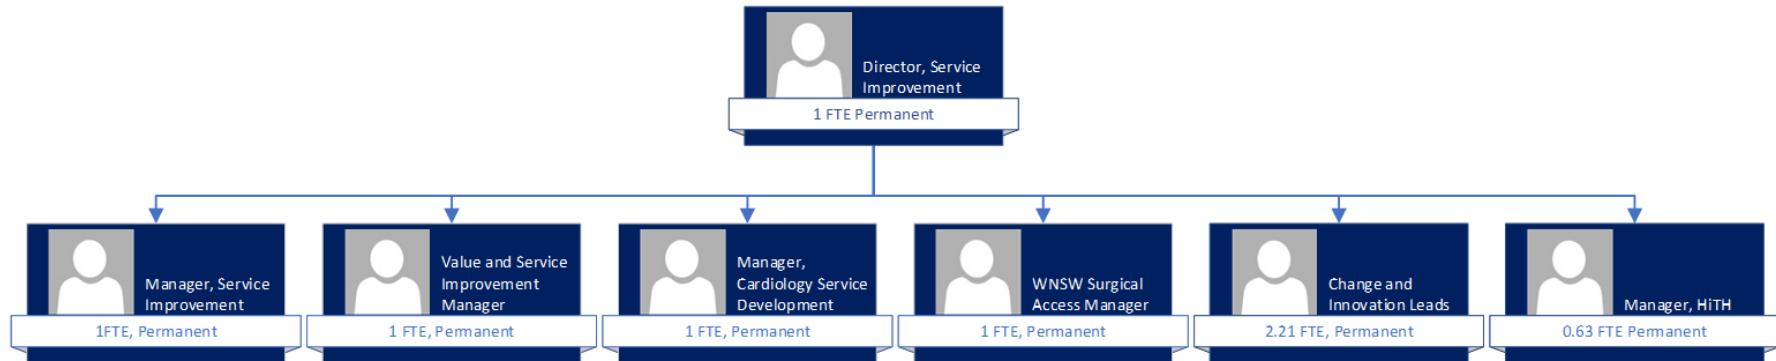 Director, Service
Improvement
1 FTE Permanent
Manager, Service
Improvement
1FTE, Permanent
Value and Service
Improvement
Manager
1 FTE, Permanent
Manager,
Cardiology Service
Development
1 FTE, Permanent
WNSW Surgical
Access Manager
1 FTE, Permanent
Change and
Innovation Leads
2.21 FTE, Permanent
Manager, HiTH
0.63 FTE Permanent